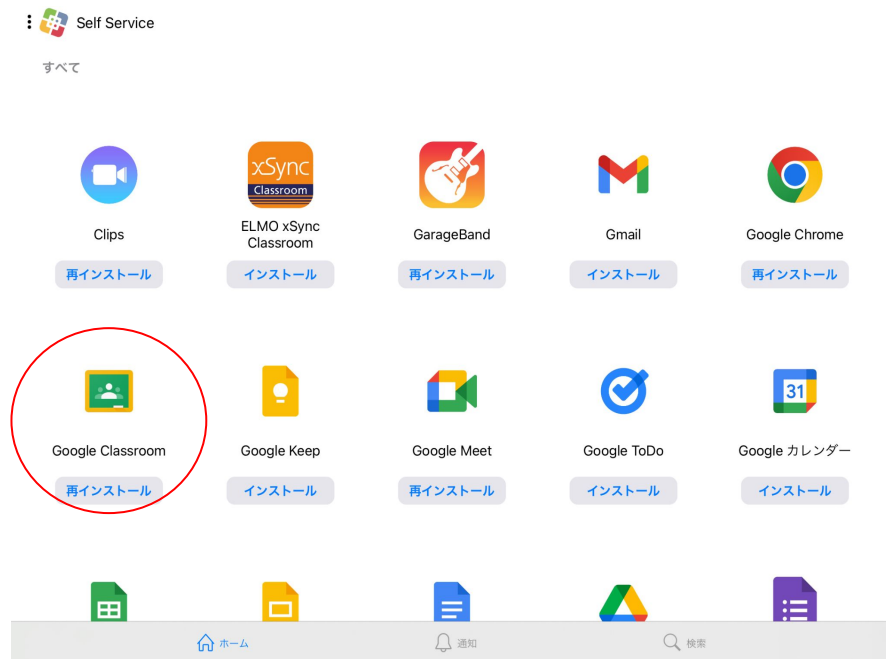 Self Service
すべて
xSync
Classroom
Clips
ELMO xSync
Classroom
GarageBand
Gmail
Google Chrome
再インストール
インストール
再インストール
インストール
再インストール
31
Google Classroom
Google Keep
Google Meet
Google ToDo
Google カレンダー
再インストール
インストール
再インストール
インストール
インストール
ホーム
通知
検索